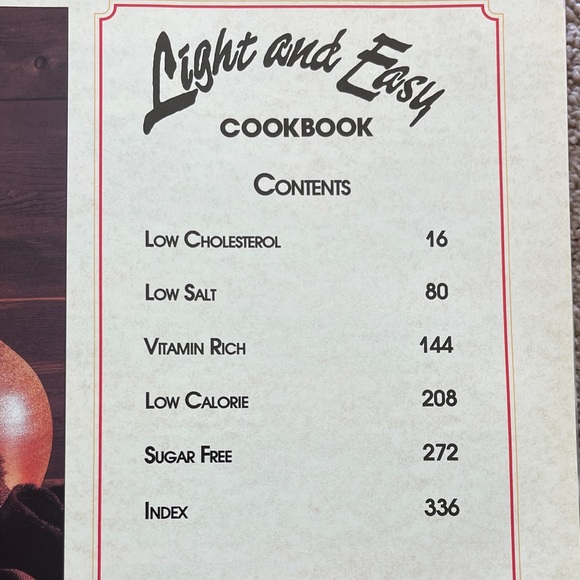 Light and Easy
COOKBOOK
CONTENTS
LOW CHOLESTEROL 16
LOW SALT 80
VITAMIN RICH 144
LOW CALORIE 208
SUGAR FREE 272
INDEX 336